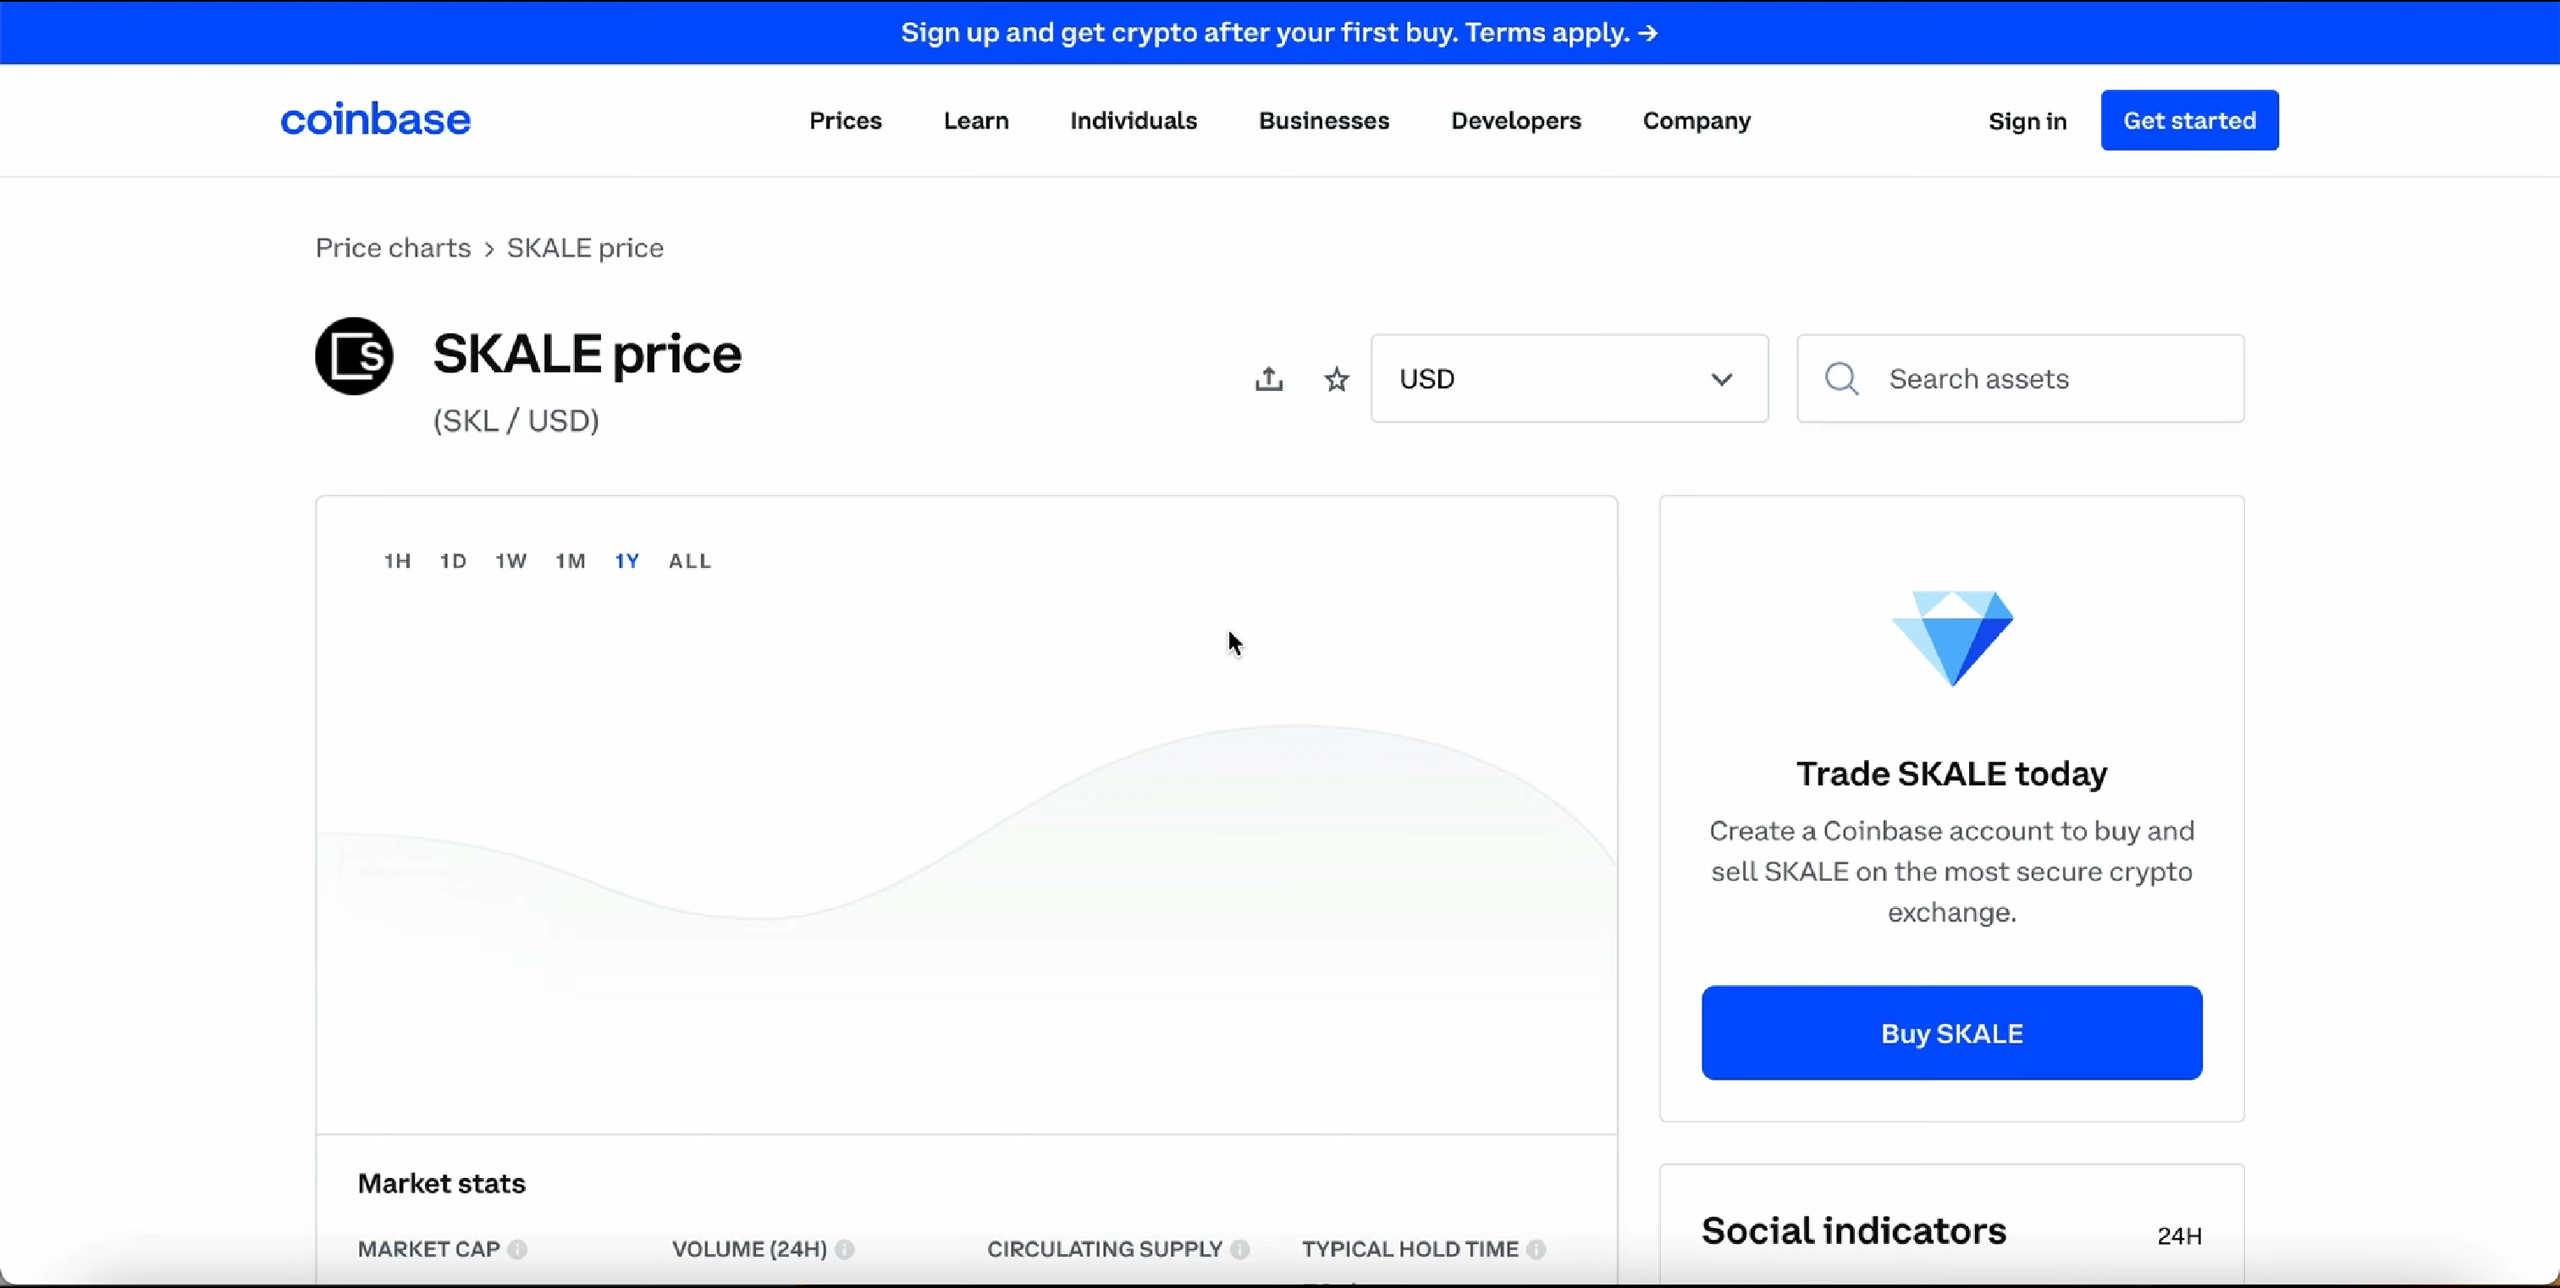 Sign up and get crypto after your first buy. Terms apply. →
coinbase
Prices Learn Individuals Businesses Developers Company Sign in Get started
Price charts > SKALE price
S
SKALE price
(SKL / USD)
USD
Search assets
1H 1D 1W 1M 1Y ALL
Trade SKALE today
Create a Coinbase account to buy and
sell SKALE on the most secure crypto
exchange.
Buy SKALE
Market stats
MARKET CAP VOLUME (24H) CIRCULATING SUPPLY TYPICAL HOLD TIME
Social indicators 24H